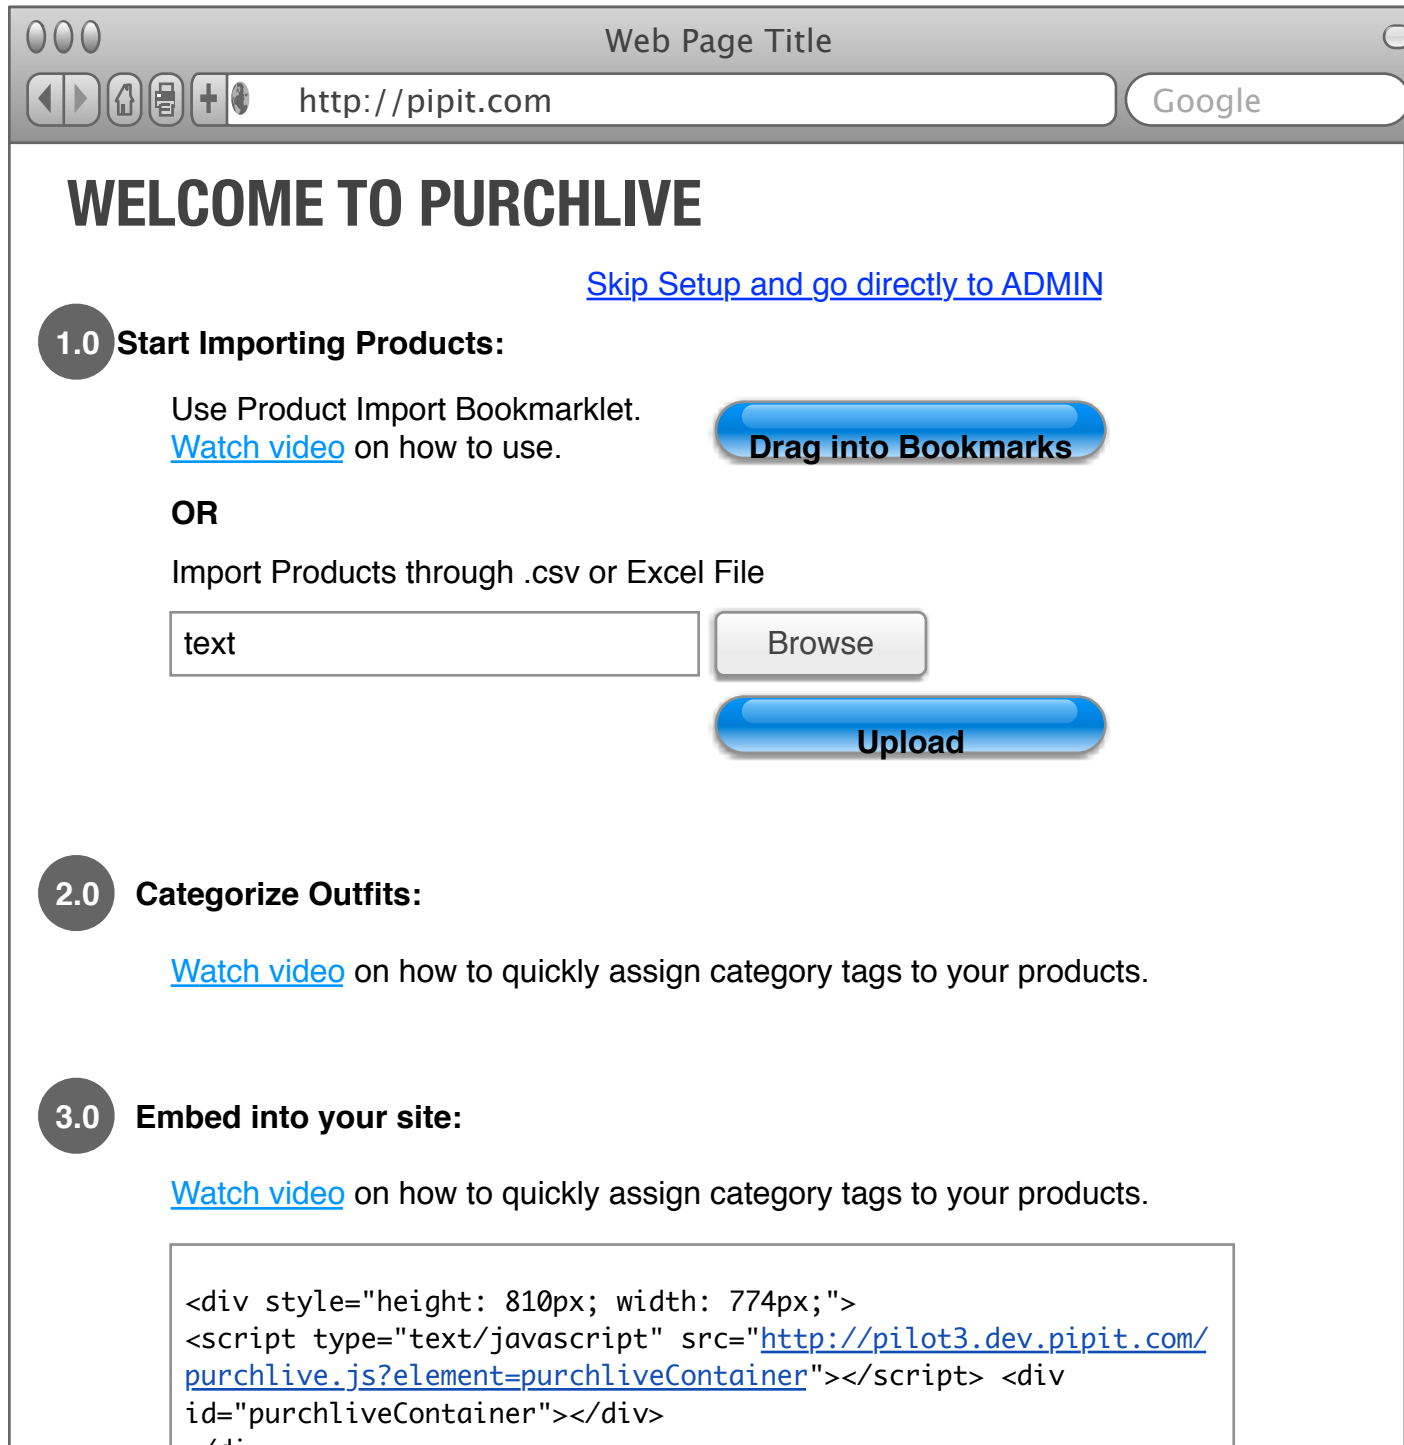 Web Page Title
http://pipit.com
Google
WELCOME TO PURCHLIVE
Skip Setup and go directly to ADMIN
1.0 Start Importing Products:
Use Product Import Bookmarklet.
Watch video on how to use.
Drag into Bookmarks
OR
Import Products through .csv or Excel File
text
Browse
Upload
2.0 Categorize Outfits:
Watch video on how to quickly assign category tags to your products.
3.0 Embed into your site:
Watch video on how to quickly assign category tags to your products.
<div style="height: 810px; width: 774px;">
<script type="text/javascript" src="http://pilot3.dev.pipit.com/
purchlive.js?element=purchliveContainer"></script> <div
id="purchliveContainer"></div>